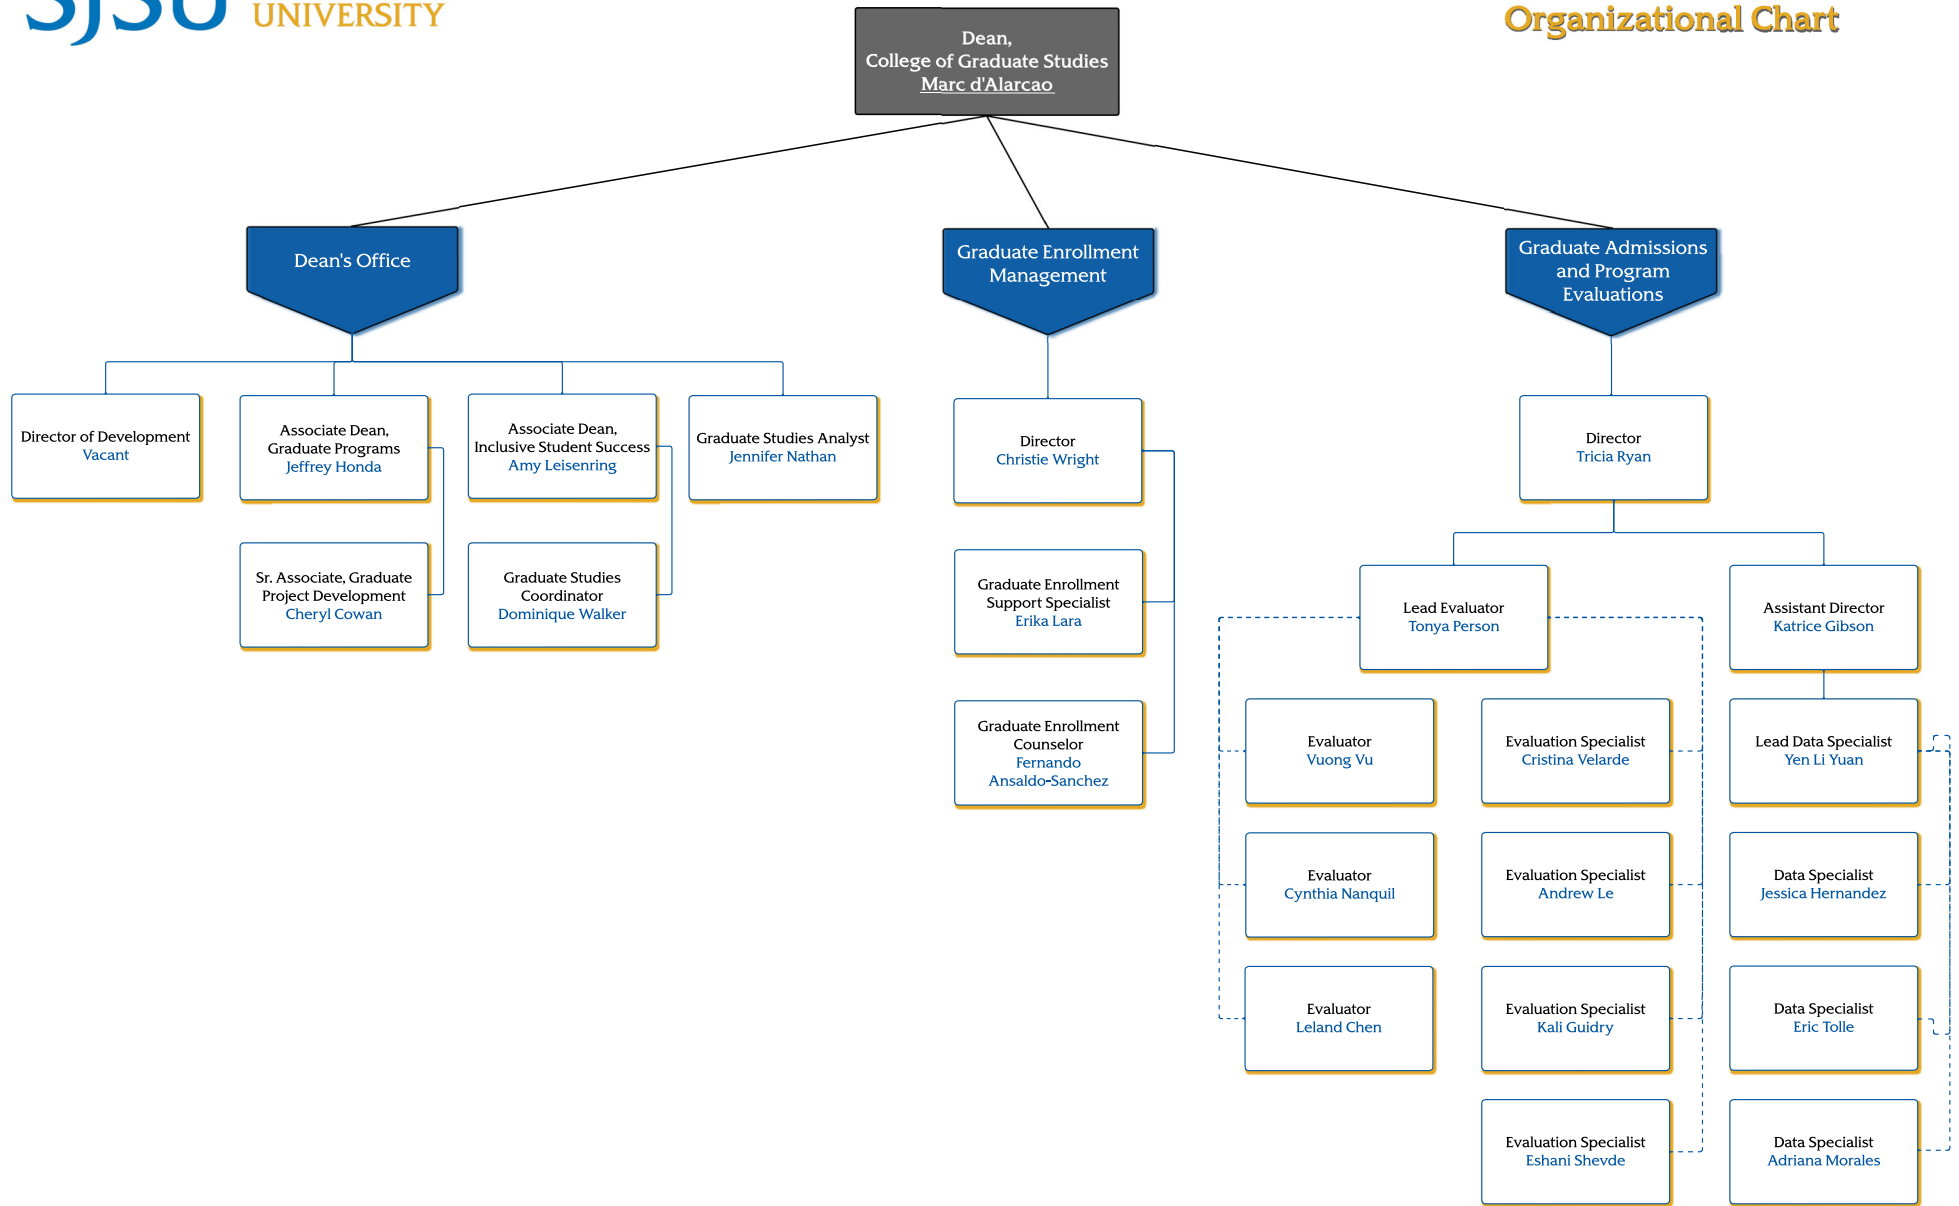 SJSU
UNIVERSITY
Organizational Chart
Dean,
College of Graduate Studies
Marc d'Alarcao
Dean's Office
Graduate Enrollment
Management
Graduate Admissions
and Program
Evaluations
Director of Development
Vacant
Associate Dean,
Graduate Programs
Jeffrey Honda
Associate Dean,
Inclusive Student Success
Amy Leisenring
Graduate Studies Analyst
Jennifer Nathan
Director
Christie Wright
Director
Tricia Ryan
Sr. Associate, Graduate
Project Development
Cheryl Cowan
Graduate Studies
Coordinator
Dominique Walker
Graduate Enrollment
Support Specialist
Erika Lara
Lead Evaluator
Tonya Person
Assistant Director
Katrice Gibson
Graduate Enrollment
Counselor
Fernando
Ansaldo-Sanchez
Evaluator
Vuong Vu
Evaluation Specialist
Cristina Velarde
Lead Data Specialist
Yen Li Yuan
Evaluator
Cynthia Nanquil
Evaluation Specialist
Andrew Le
Data Specialist
Jessica Hernandez
Evaluator
Leland Chen
Evaluation Specialist
Kali Guidry
Data Specialist
Eric Tolle
Evaluation Specialist
Eshani Shevde
Data Specialist
Adriana Morales